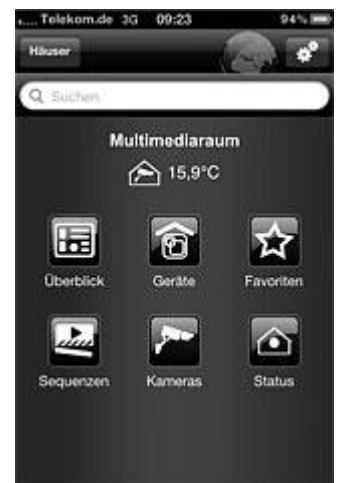 ....Telekom.de 3G 09:23 94%
Häuser
Suchen
Multimediaraum
15,9°C
Überblick Geräte Favoriten
Sequenzen Kameras Status